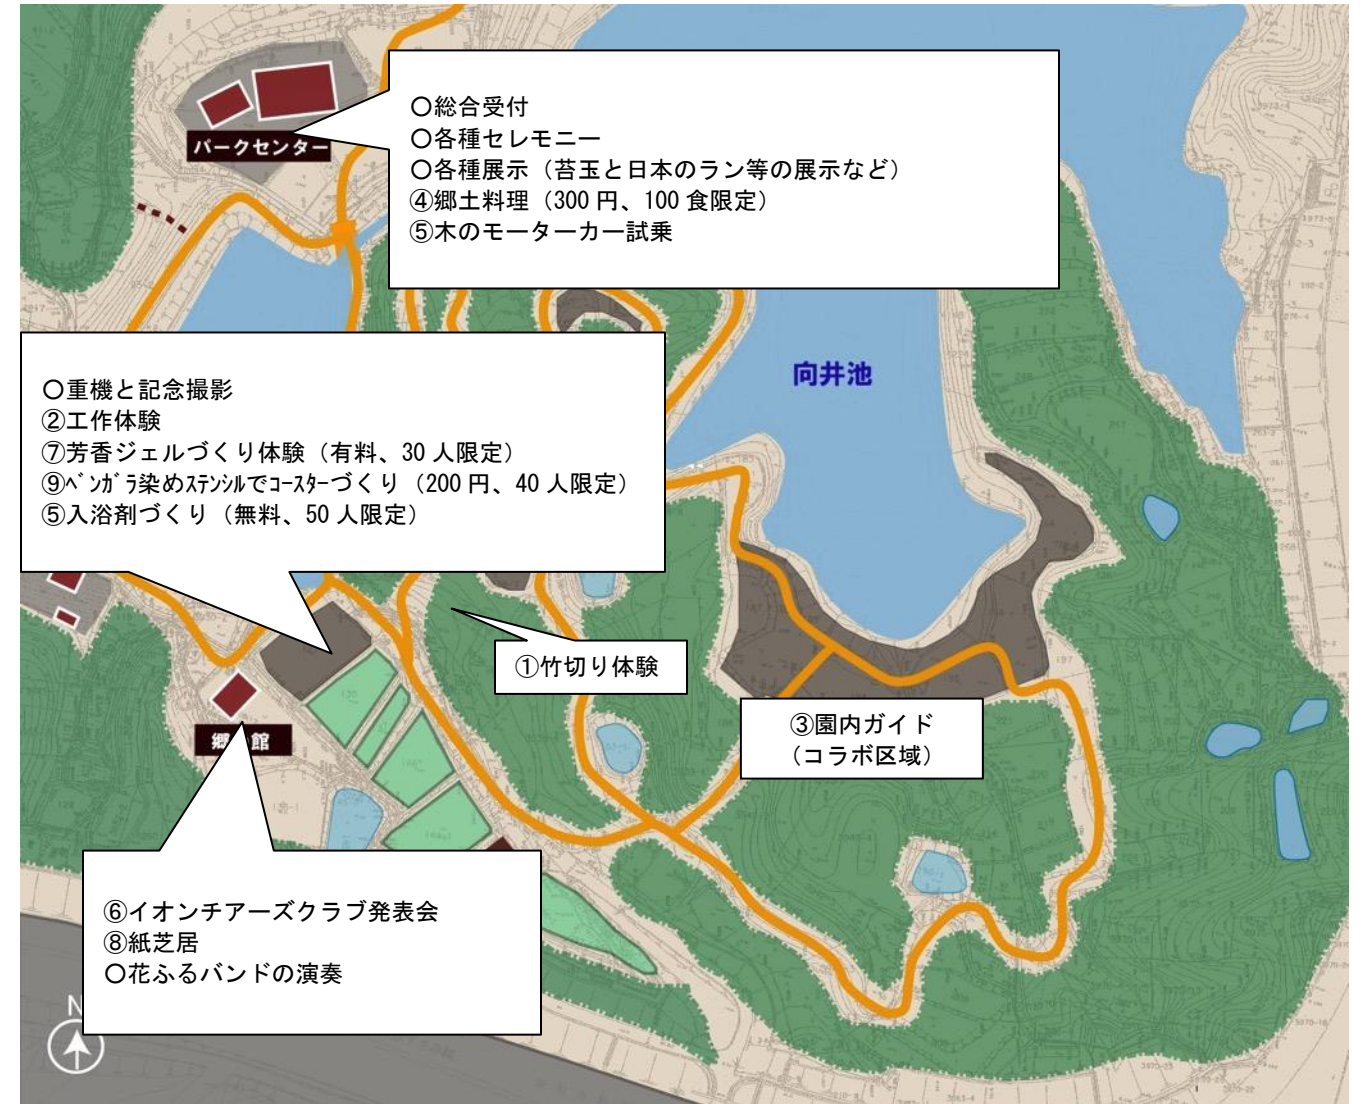 〇総合受付
〇各種セレモニー
〇各種展示（苔玉と日本のラン等の展示など）
④郷土料理（300円、100食限定）
⑤木のモーターカー試乗
パークセンター
向井池
〇重機と記念撮影
②工作体験
⑦芳香ジェルづくり体験（有料、30人限定）
⑨ﾍﾞﾝｶﾞﾗ染めｽﾃﾝｼﾙでｺｰｽﾀｰづくり（200円、40人限定）
⑤入浴剤づくり（無料、50人限定）
①竹切り体験
③園内ガイド
（コラボ区域）
郷 館
⑥イオンチアーズクラブ発表会
⑧紙芝居
〇花ふるバンドの演奏
N